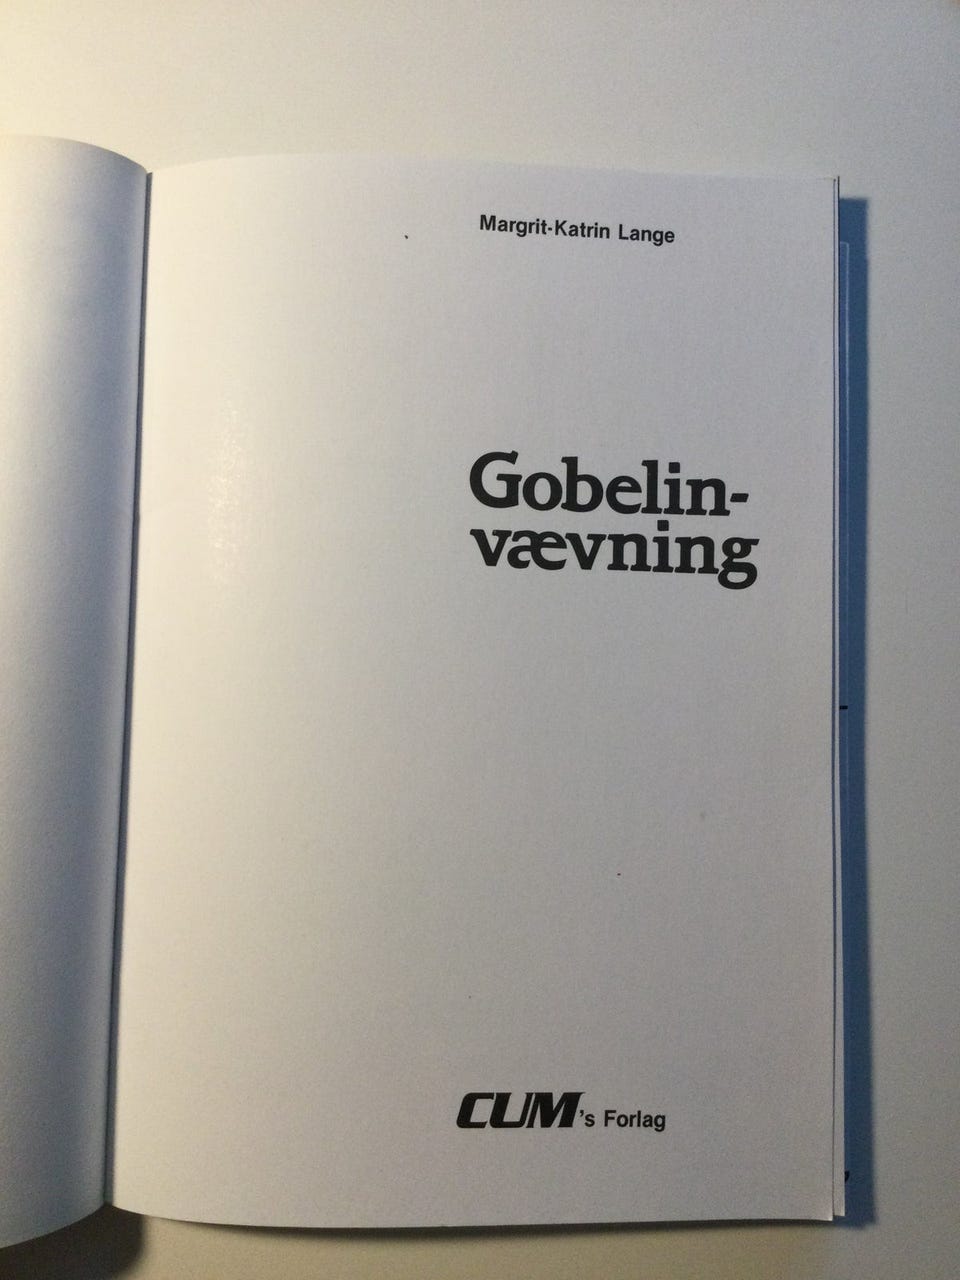 Margrit-Katrin Lange
Gobelin-
vævning
CUM's Forlag